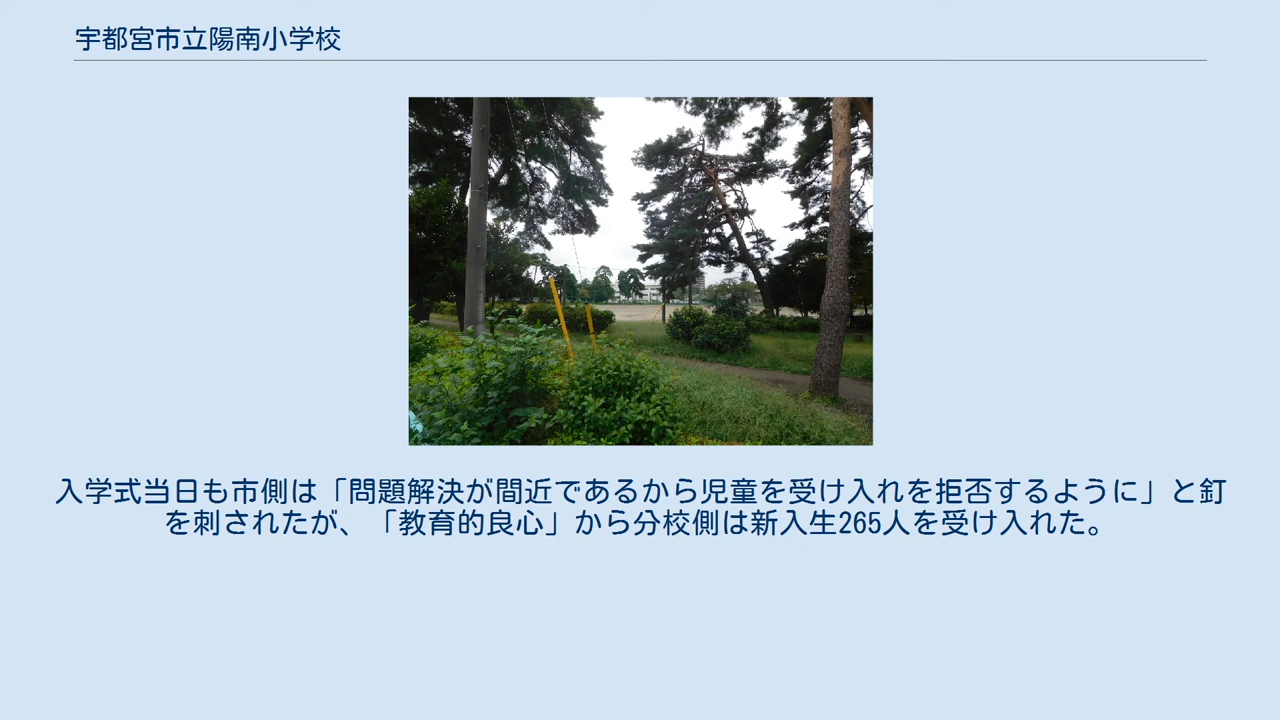 宇都宮市立陽南小学校
入学式当日も市側は「問題解決が間近であるから児童を受け入れを拒否するように」と釘
を刺されたが、「教育的良心」から分校側は新入生265人を受け入れた。